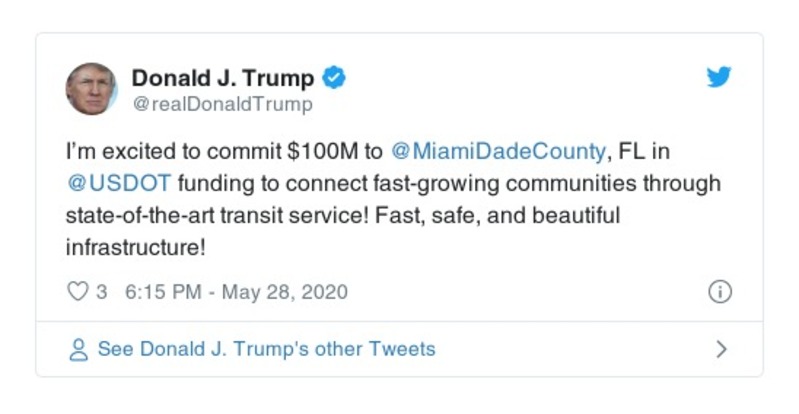 Donald J. Trump
@realDonaldTrump
I’m excited to commit $100M to @MiamiDadeCounty, FL in
@USDOT funding to connect fast-growing communities through
state-of-the-art transit service! Fast, safe, and beautiful
infrastructure!
3 6:15 PM - May 28, 2020
See Donald J. Trump's other Tweets